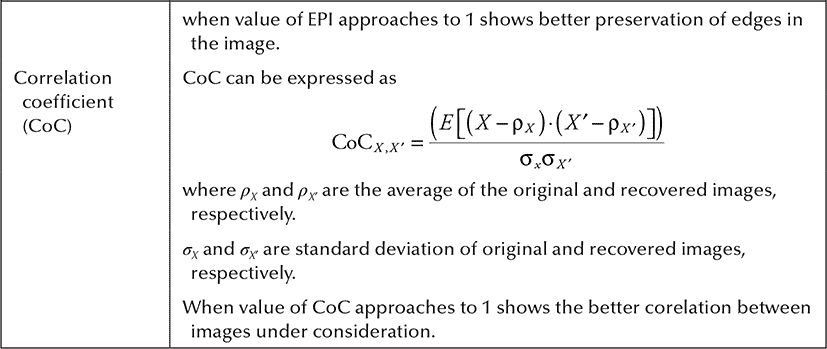 when value of EPI approaches to 1 shows better preservation of edges in
the image.
Correlation
coefficient
(CoC)
CoC can be expressed as
CoC_{X,X′} = (E[(X − ρ_X)·(X′ − ρ_{X′})]) / σ_x σ_{X′}
where ρ_X and ρ_{X′} are the average of the original and recovered images,
respectively.
σ_X and σ_{X′} are standard deviation of original and recovered images,
respectively.
When value of CoC approaches to 1 shows the better corelation between
images under consideration.